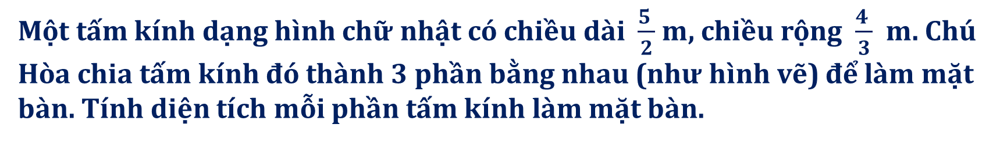 Một tấm kính dạng hình chữ nhật có chiều dài 5/2 m, chiều rộng 4/3 m. Chú
Hòa chia tấm kính đó thành 3 phần bằng nhau (như hình vẽ) để làm mặt
bàn. Tính diện tích mỗi phần tấm kính làm mặt bàn.